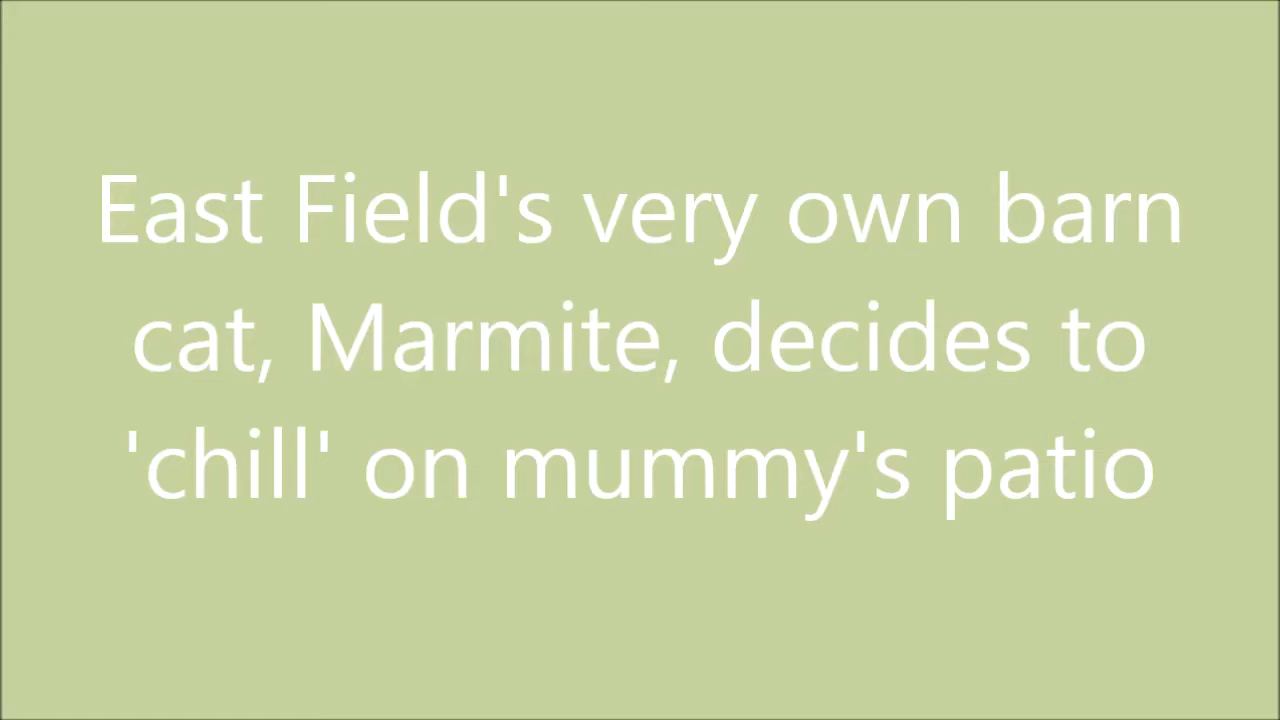 East Field's very own barn
cat, Marmite, decides to
'chill' on mummy's patio